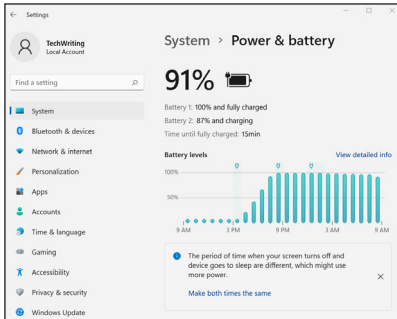 Settings
TechWriting
Local Account
Find a setting
System
Bluetooth & devices
Network & internet
Personalization
Apps
Accounts
Time & language
Gaming
Accessibility
Privacy & security
Windows Update
System > Power & battery
91%
Battery 1: 100% and fully charged
Battery 2: 87% and charging
Time until fully charged: 15min
Battery levels
View detailed info
100%
50%
9 AM 3 PM 9 PM 3 AM 9 AM
The period of time when your screen turns off and
device goes to sleep are different, which might use
more power.
Make both times the same